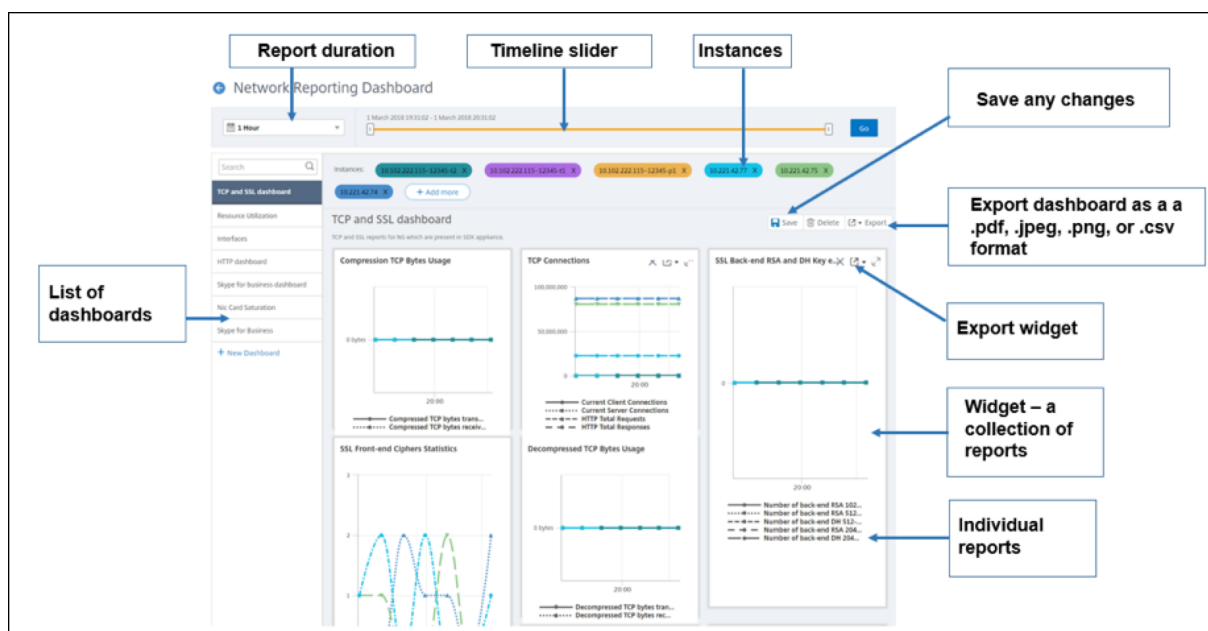 Report duration
Timeline slider
Instances
Save any changes
Export dashboard as a a .pdf, .jpeg, .png, or .csv format
Export widget
Widget – a collection of reports
Individual reports
List of dashboards
Network Reporting Dashboard
1 Hour
1 March 2018 19:31:02 - 1 March 2018 20:31:02
Go
Search
TCP and SSL dashboard
Resource Utilization
Interfaces
HTTP dashboard
Skype for business dashboard
Nic Card Saturation
Skype for Business
+ New Dashboard
Instances:
10.102.222.115-12345-t2 X
10.102.222.115-12345-t1 X
10.102.222.115-12345-p1 X
10.221.42.77 X
10.221.42.75 X
10.221.42.74 X
+ Add more
TCP and SSL dashboard
Save
Delete
Export
TCP and SSL reports for NS which are present in SDX appliance.
Compression TCP Bytes Usage
0 bytes
20:00
Compressed TCP bytes trans...
Compressed TCP bytes receiv...
TCP Connections
100,000,000
50,000,000
0
20:00
Current Client Connections
Current Server Connections
HTTP Total Requests
HTTP Total Responses
SSL Back-end RSA and DH Key e...
0
20:00
Number of back-end RSA 102...
Number of back-end RSA 512...
Number of back-end DH 512-...
Number of back-end RSA 204...
Number of back-end DH 204...
SSL Front-end Ciphers Statistics
3
2
1
Decompressed TCP Bytes Usage
0 bytes
20:00
Decompressed TCP bytes tran...
Decompressed TCP bytes rec...